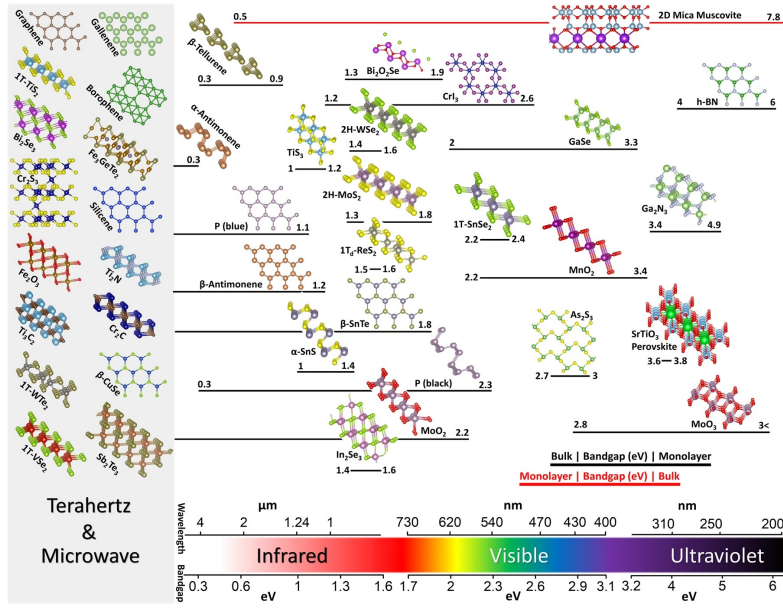 Graphene
Gallenene
1T-TiS2
Borophene
Bi2Se3
Fe3GeTe2
Cr2S3
Silicene
Fe2O3
Ti2N
Ti3C2
Cr2C
1T-WTe2
β-CuSe
1T-VSe2
Sb2Te3
Terahertz
&
Microwave
0.5
2D Mica Muscovite
7.8
β-Tellurene
0.3 0.9
Bi2O2Se
1.3 1.9
CrI3
1.2 2.6
h-BN
4 6
α-Antimonene
0.3
TiS3
1 1.2
2H-WSe2
1.4 1.6
GaSe
2 3.3
P (blue)
1.1
2H-MoS2
1.3 1.8
1Td-ReS2
1.5 1.6
1T-SnSe2
2.2 2.4
Ga2N3
3.4 4.9
MnO2
2.2 3.4
β-Antimonene
1.2
β-SnTe
1.8
α-SnS
1 1.4
As2S3
2.7 3
SrTiO3
Perovskite
3.6 3.8
P (black)
0.3 2.3
MoO2
2.2
In2Se3
1.4 1.6
MoO3
2.8 3<
Bulk | Bandgap (eV) | Monolayer
Monolayer | Bandgap (eV) | Bulk
Wavelength
μm nm nm
4 2 1.24 1 730 620 540 470 430 400 310 250 200
Infrared Visible Ultraviolet
Bandgap
0.3 0.6 1 1.3 1.6 1.7 2 2.3 2.6 2.9 3.1 3.2 4 5 6
eV eV eV